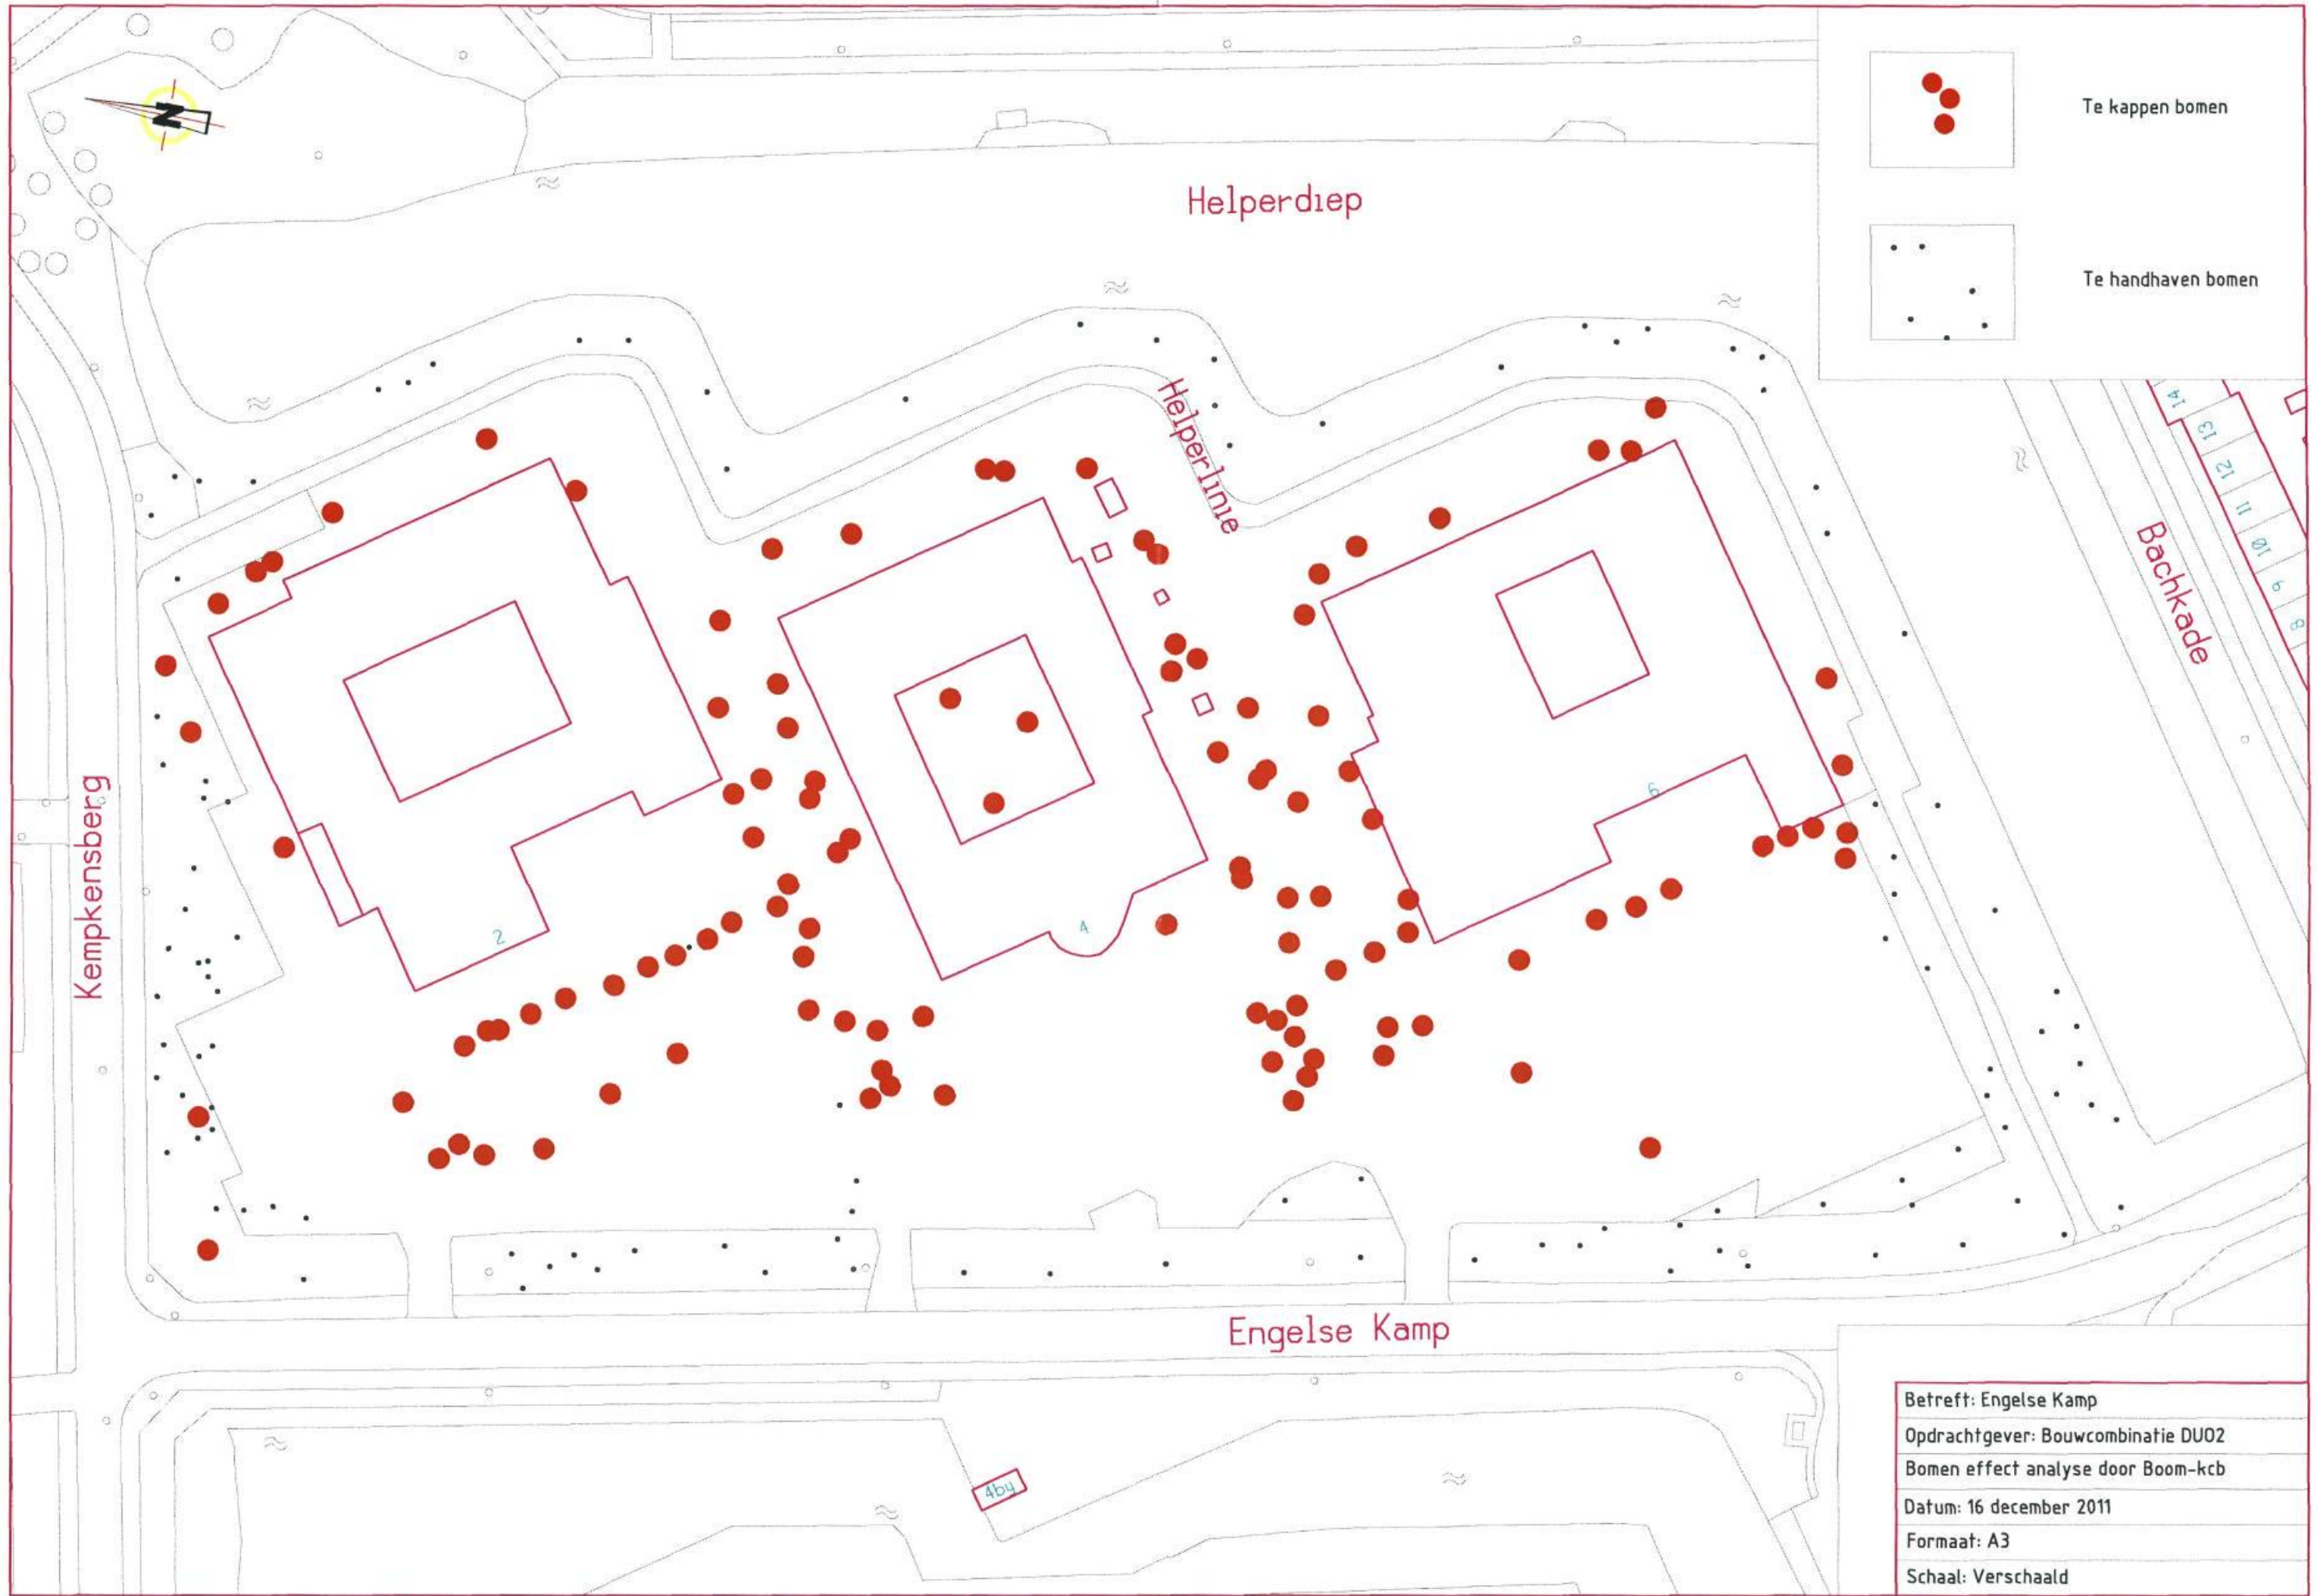 N
Te kappen bomen
Te handhaven bomen
Helperdiep
Helperlinie
Bachkade
14
13
12
11
10
9
8
Kempkensberg
2
4
6
Engelse Kamp
4by
Betreft: Engelse Kamp
Opdrachtgever: Bouwcombinatie DUO2
Bomen effect analyse door Boom-kcb
Datum: 16 december 2011
Formaat: A3
Schaal: Verschaald